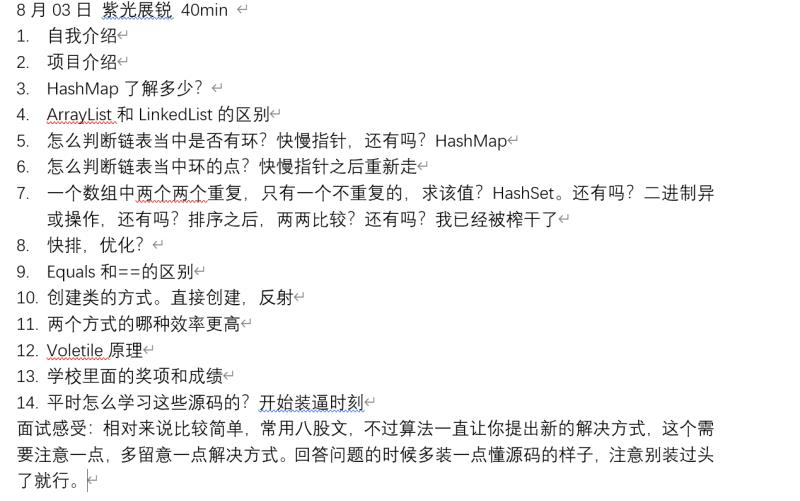 8 月 03 日 紫光展锐 40min
1. 自我介绍
2. 项目介绍
3. HashMap 了解多少？
4. ArrayList 和 LinkedList 的区别
5. 怎么判断链表当中是否有环？快慢指针，还有吗？HashMap
6. 怎么判断链表当中环的点？快慢指针之后重新走
7. 一个数组中两个两个重复，只有一个不重复的，求该值？HashSet。还有吗？二进制异
或操作，还有吗？排序之后，两两比较？还有吗？我已经被榨干了
8. 快排，优化？
9. Equals 和==的区别
10. 创建类的方式。直接创建，反射
11. 两个方式的哪种效率更高
12. Voletile 原理
13. 学校里面的奖项和成绩
14. 平时怎么学习这些源码的？开始装逼时刻
面试感受：相对来说比较简单，常用八股文，不过算法一直让你提出新的解决方式，这个需
要注意一点，多留意一点解决方式。回答问题的时候多装一点懂源码的样子，注意别装过头
了就行。